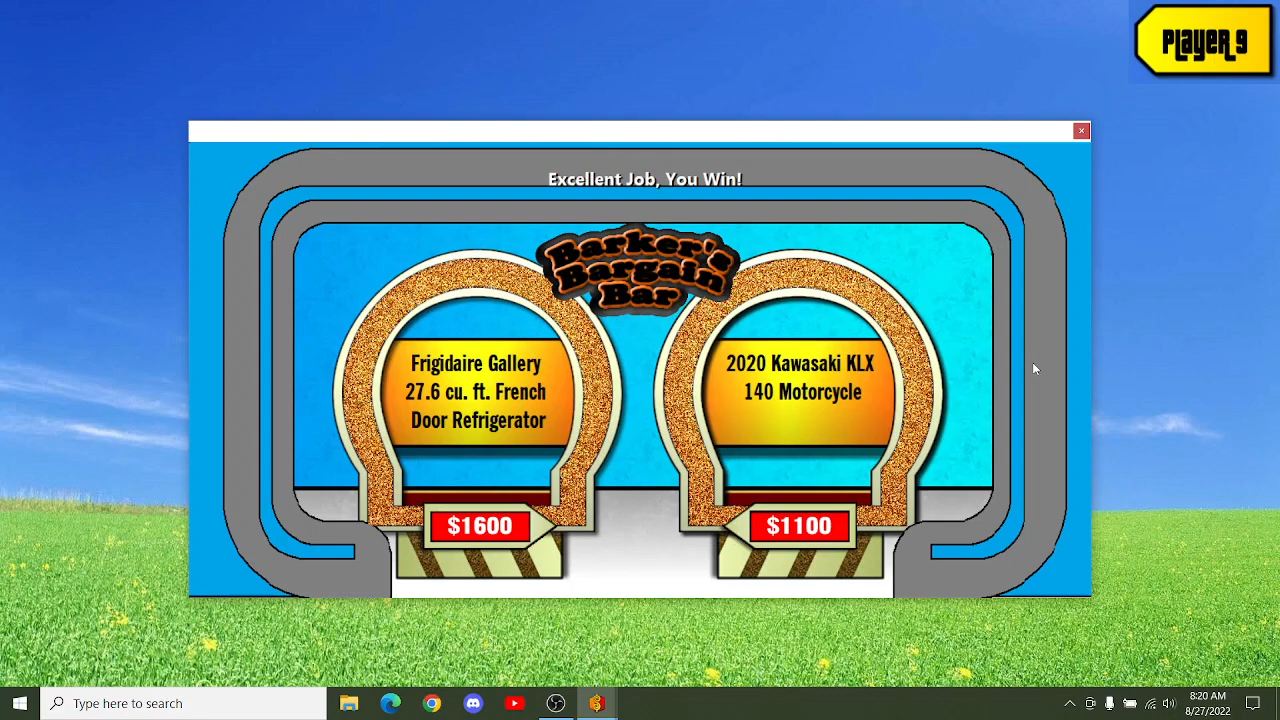 Player 9
Excellent Job, You Win!
Barker's
Bargain
Bar
Frigidaire Gallery
27.6 cu. ft. French
Door Refrigerator
2020 Kawasaki KLX
140 Motorcycle
$1600
$1100
Type here to search
8:20 AM
8/27/2022